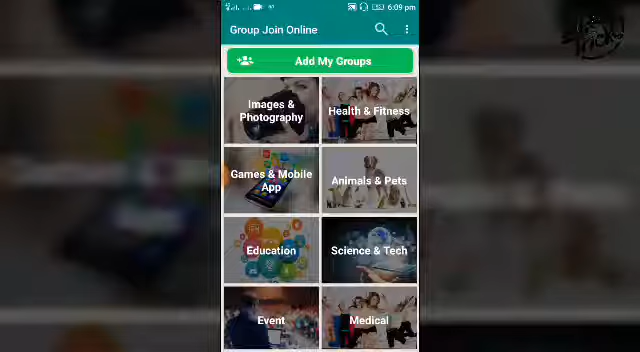 6:09 pm
Group Join Online
Add My Groups
Images &
Photography
Health & Fitness
Games & Mobile
App
Animals & Pets
Education
Science & Tech
Event
Medical